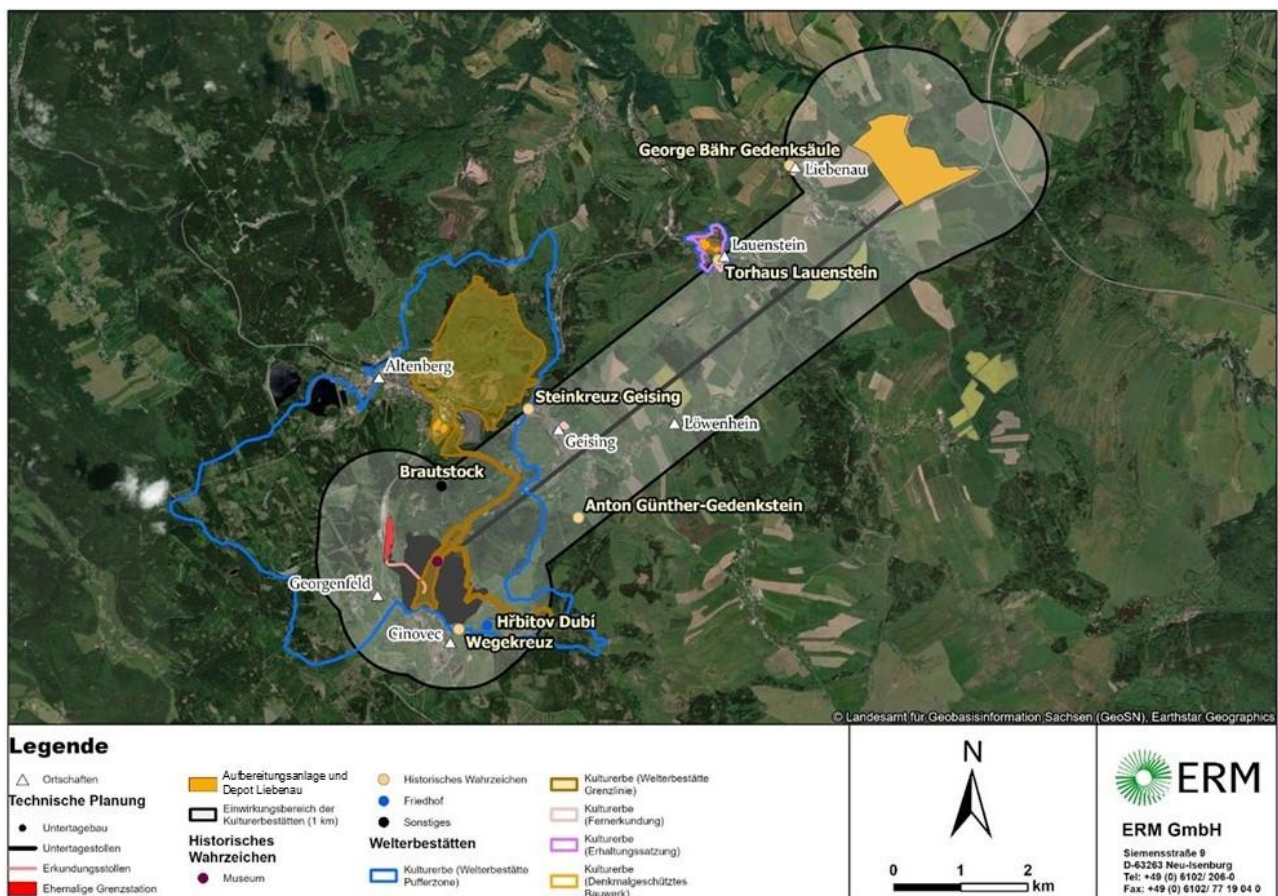 George Bähr Gedenksäule
Liebenau
Lauenstein
Torhaus Lauenstein
Altenberg
Steinkreuz Geising
Geising
Löwenhein
Brautstock
Anton Günther-Gedenkstein
Georgenfeld
Hřbitov Dubí
Cinovec
Wegekreuz
© Landesamt für Geobasisinformation Sachsen (GeoSN), Earthstar Geographics
Legende
Ortschaften
Technische Planung
Untertagebau
Untertagestollen
Erkundungsstollen
Ehemalige Grenzstation
Aufbereitungsanlage und
Depot Liebenau
Einwirkungsbereich der
Kulturerbestätten (1 km)
Historisches
Wahrzeichen
Museum
Historisches Wahrzeichen
Friedhof
Sonstiges
Welterbestätten
Kulturerbe (Welterbestätte
Pufferzone)
Kulturerbe (Welterbestätte
Grenzlinie)
Kulturerbe
(Fernerkundung)
Kulturerbe
(Erhaltungssatzung)
Kulturerbe
(Denkmalgeschütztes
Bauwerk)
N
0 1 2
km
ERM
ERM GmbH
Siemensstraße 9
D-63263 Neu-Isenburg
Tel: +49 (0) 6102/ 206-0
Fax: +49 (0) 6102/ 77 19 04 0